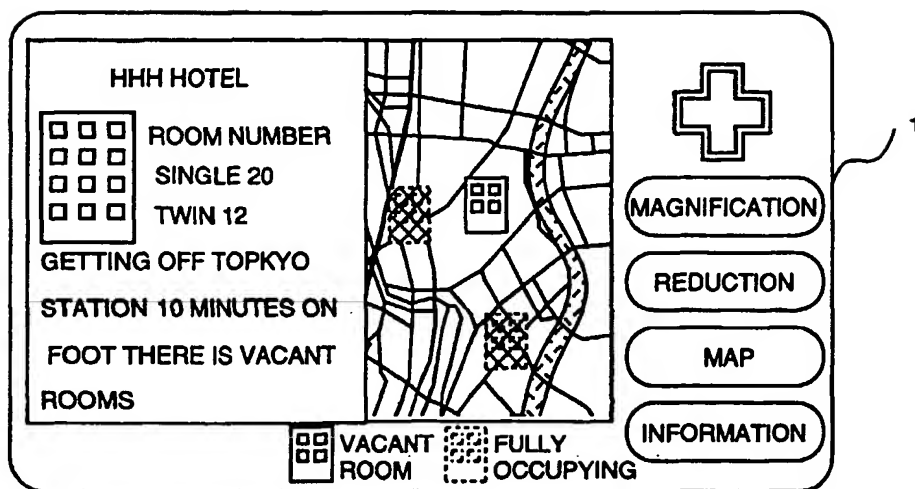 HHH HOTEL
ROOM NUMBER
SINGLE 20
TWIN 12
GETTING OFF TOPKYO
STATION 10 MINUTES ON
FOOT THERE IS VACANT
ROOMS
MAGNIFICATION
REDUCTION
MAP
INFORMATION
VACANT
ROOM
FULLY
OCCUPYING
1